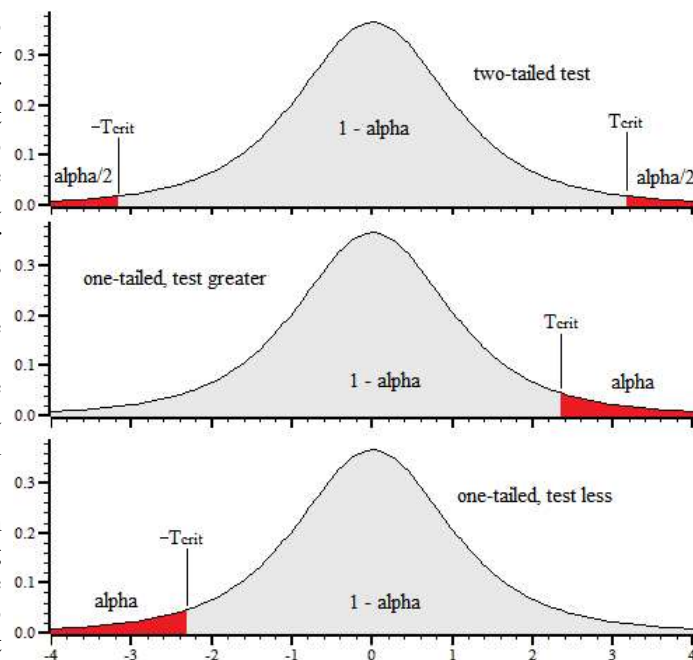 0.3
two-tailed test
0.2
−Tcrit
1 - alpha
Tcrit
0.1
alpha/2
alpha/2
0.0
0.3
one-tailed, test greater
0.2
Tcrit
0.1
1 - alpha
alpha
0.0
0.3
one-tailed, test less
0.2
−Tcrit
0.1
alpha
1 - alpha
0.0
-4 -3 -2 -1 0 1 2 3 4